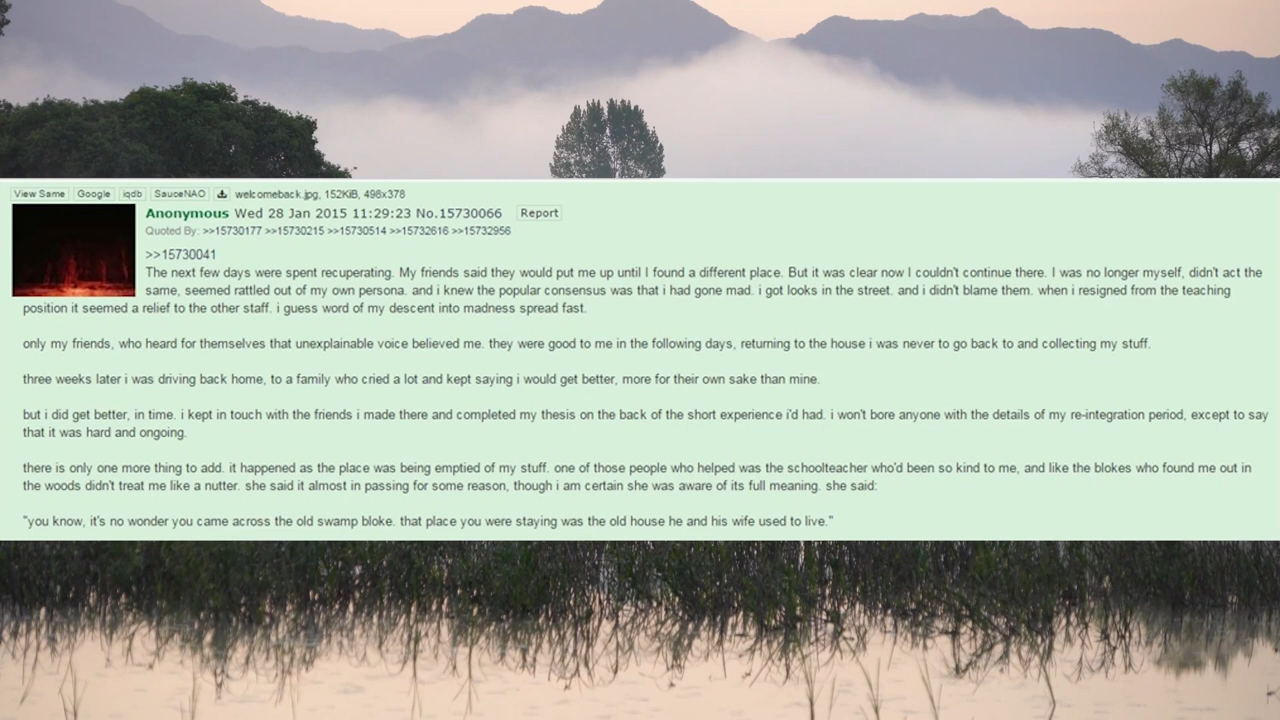 View Same Google iqdb SauceNAO welcomeback.jpg, 152KiB, 498x378
Anonymous Wed 28 Jan 2015 11:29:23 No.15730066 Report
Quoted By: >>15730177 >>15730215 >>15730514 >>15732616 >>15732956
>>15730041
The next few days were spent recuperating. My friends said they would put me up until I found a different place. But it was clear now I couldn't continue there. I was no longer myself, didn't act the
same, seemed rattled out of my own persona. and i knew the popular consensus was that i had gone mad. i got looks in the street. and i didn't blame them. when i resigned from the teaching
position it seemed a relief to the other staff. i guess word of my descent into madness spread fast.
only my friends, who heard for themselves that unexplainable voice believed me. they were good to me in the following days, returning to the house i was never to go back to and collecting my stuff.
three weeks later i was driving back home, to a family who cried a lot and kept saying i would get better, more for their own sake than mine.
but i did get better, in time. i kept in touch with the friends i made there and completed my thesis on the back of the short experience i'd had. i won't bore anyone with the details of my re-integration period, except to say
that it was hard and ongoing.
there is only one more thing to add. it happened as the place was being emptied of my stuff. one of those people who helped was the schoolteacher who'd been so kind to me, and like the blokes who found me out in
the woods didn't treat me like a nutter. she said it almost in passing for some reason, though i am certain she was aware of its full meaning. she said:
"you know, it's no wonder you came across the old swamp bloke. that place you were staying was the old house he and his wife used to live."